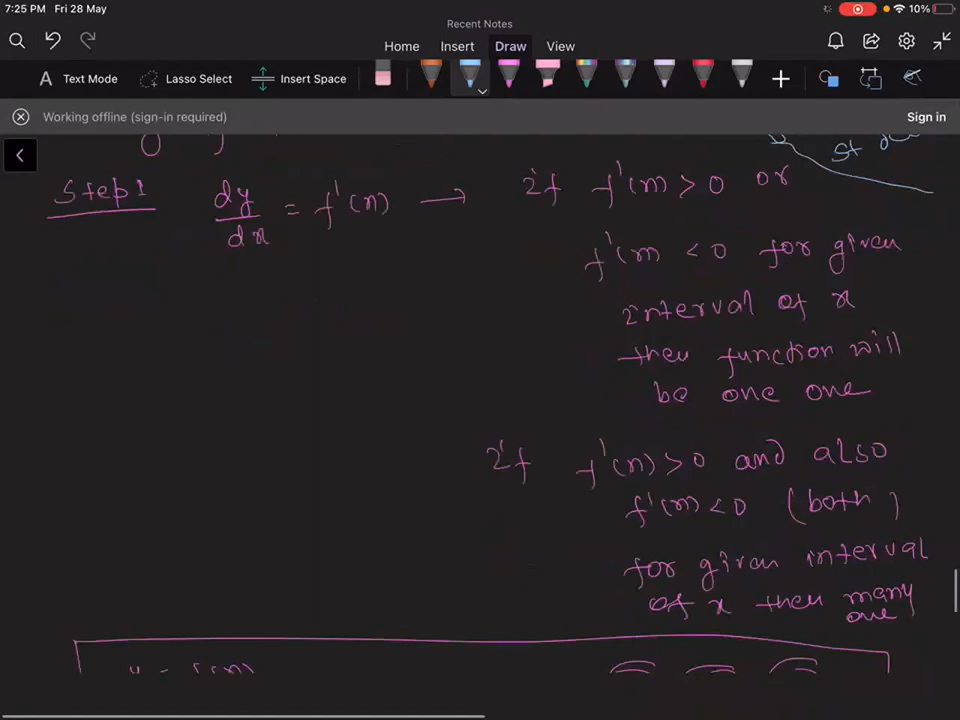 7:25 PM Fri 28 May
10%
Recent Notes
Home Insert Draw View
Text Mode Lasso Select Insert Space
Working offline (sign-in required) Sign in
St
Step 1 dy/dx = f'(x) → If f'(x) > 0 or
f'(x) < 0 for given
interval of x
then function will
be one one
If f'(x) > 0 and also
f'(x) < 0 (both)
for given interval
of x then many
one